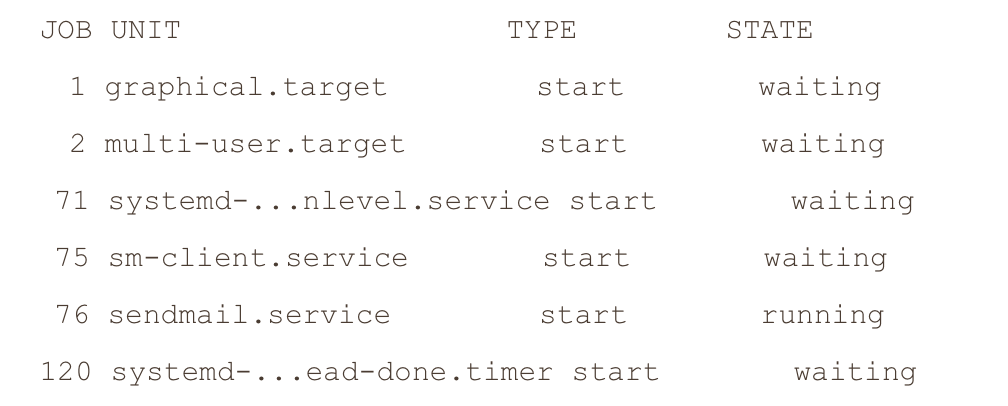 JOB UNIT TYPE STATE
1 graphical.target start waiting
2 multi-user.target start waiting
71 systemd-...nlevel.service start waiting
75 sm-client.service start waiting
76 sendmail.service start running
120 systemd-...ead-done.timer start waiting